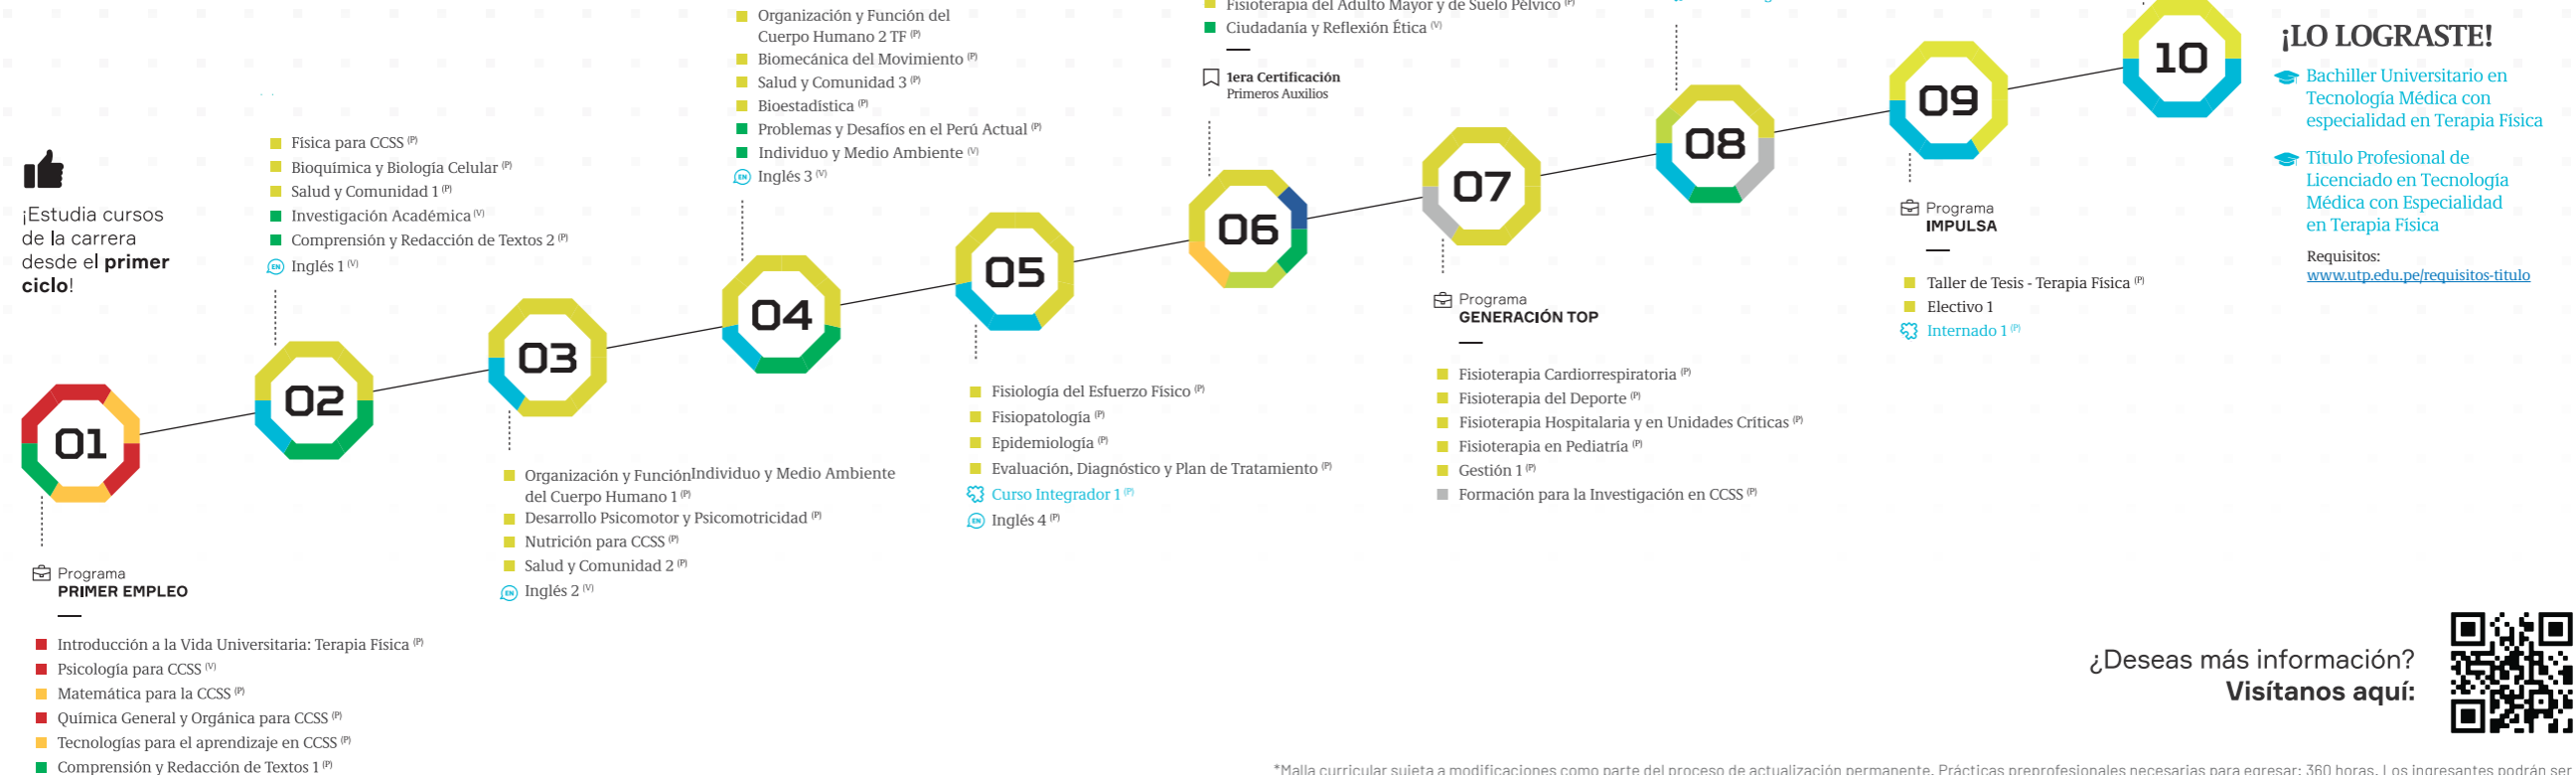 ¡Estudia cursos
de la carrera
desde el primer
ciclo!
01
Programa
PRIMER EMPLEO
Introducción a la Vida Universitaria: Terapia Física (P)
Psicología para CCSS (V)
Matemática para la CCSS (P)
Química General y Orgánica para CCSS (P)
Tecnologías para el aprendizaje en CCSS (P)
Comprensión y Redacción de Textos 1 (P)
Física para CCSS (P)
Bioquímica y Biología Celular (P)
Salud y Comunidad 1 (P)
Investigación Académica (V)
Comprensión y Redacción de Textos 2 (P)
EN Inglés 1 (V)
02
03
Organización y FunciónIndividuo y Medio Ambiente
del Cuerpo Humano 1 (P)
Desarrollo Psicomotor y Psicomotricidad (P)
Nutrición para CCSS (P)
Salud y Comunidad 2 (P)
EN Inglés 2 (V)
Organización y Función del
Cuerpo Humano 2 TF (P)
Biomecánica del Movimiento (P)
Salud y Comunidad 3 (P)
Bioestadística (P)
Problemas y Desafíos en el Perú Actual (P)
Individuo y Medio Ambiente (V)
EN Inglés 3 (V)
04
05
Fisiología del Esfuerzo Físico (P)
Fisiopatología (P)
Epidemiología (P)
Evaluación, Diagnóstico y Plan de Tratamiento (P)
Curso Integrador 1 (P)
EN Inglés 4 (P)
Fisioterapia del Adulto Mayor y de Suelo Pélvico (P)
Ciudadanía y Reflexión Ética (V)
1era Certificación
Primeros Auxilios
06
07
Programa
GENERACIÓN TOP
Fisioterapia Cardiorrespiratoria (P)
Fisioterapia del Deporte (P)
Fisioterapia Hospitalaria y en Unidades Críticas (P)
Fisioterapia en Pediatría (P)
Gestión 1 (P)
Formación para la Investigación en CCSS (P)
08
09
Programa
IMPULSA
Taller de Tesis - Terapia Física (P)
Electivo 1
Internado 1 (P)
10
¡LO LOGRASTE!
Bachiller Universitario en
Tecnología Médica con
especialidad en Terapia Física
Título Profesional de
Licenciado en Tecnología
Médica con Especialidad
en Terapia Física
Requisitos:
www.utp.edu.pe/requisitos-titulo
¿Deseas más información?
Visítanos aquí:
*Malla curricular sujeta a modificaciones como parte del proceso de actualización permanente. Prácticas preprofesionales necesarias para egresar: 360 horas. Los ingresantes podrán ser